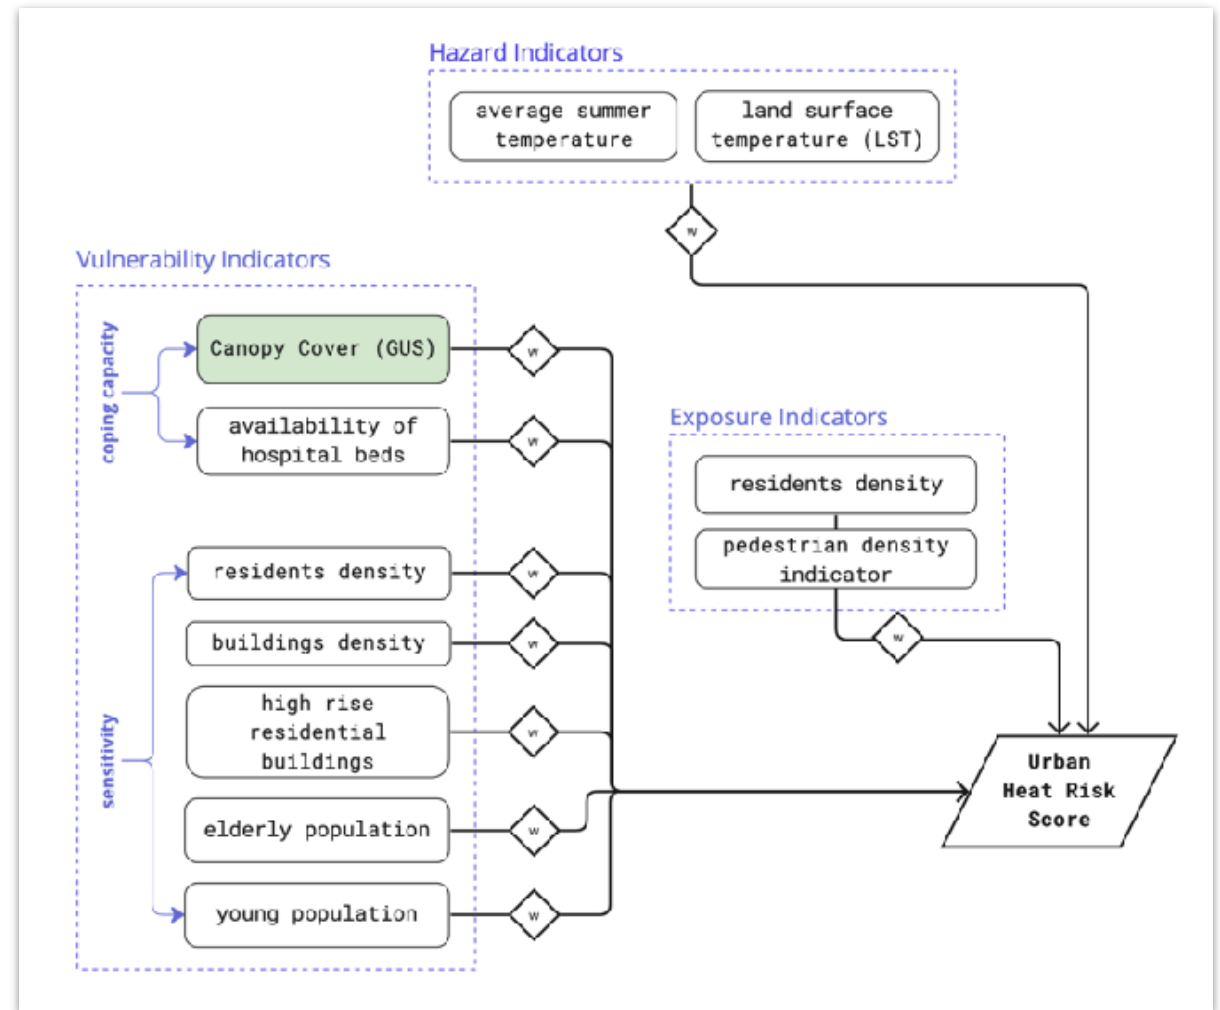 Hazard Indicators
average summer
temperature
land surface
temperature (LST)
w
Vulnerability Indicators
coping capacity
Canopy Cover (GUS)
w
availability of
hospital beds
w
Exposure Indicators
residents density
pedestrian density
indicator
w
sensitivity
residents density
w
buildings density
w
high rise
residential
buildings
w
elderly population
w
young population
w
Urban
Heat Risk
Score